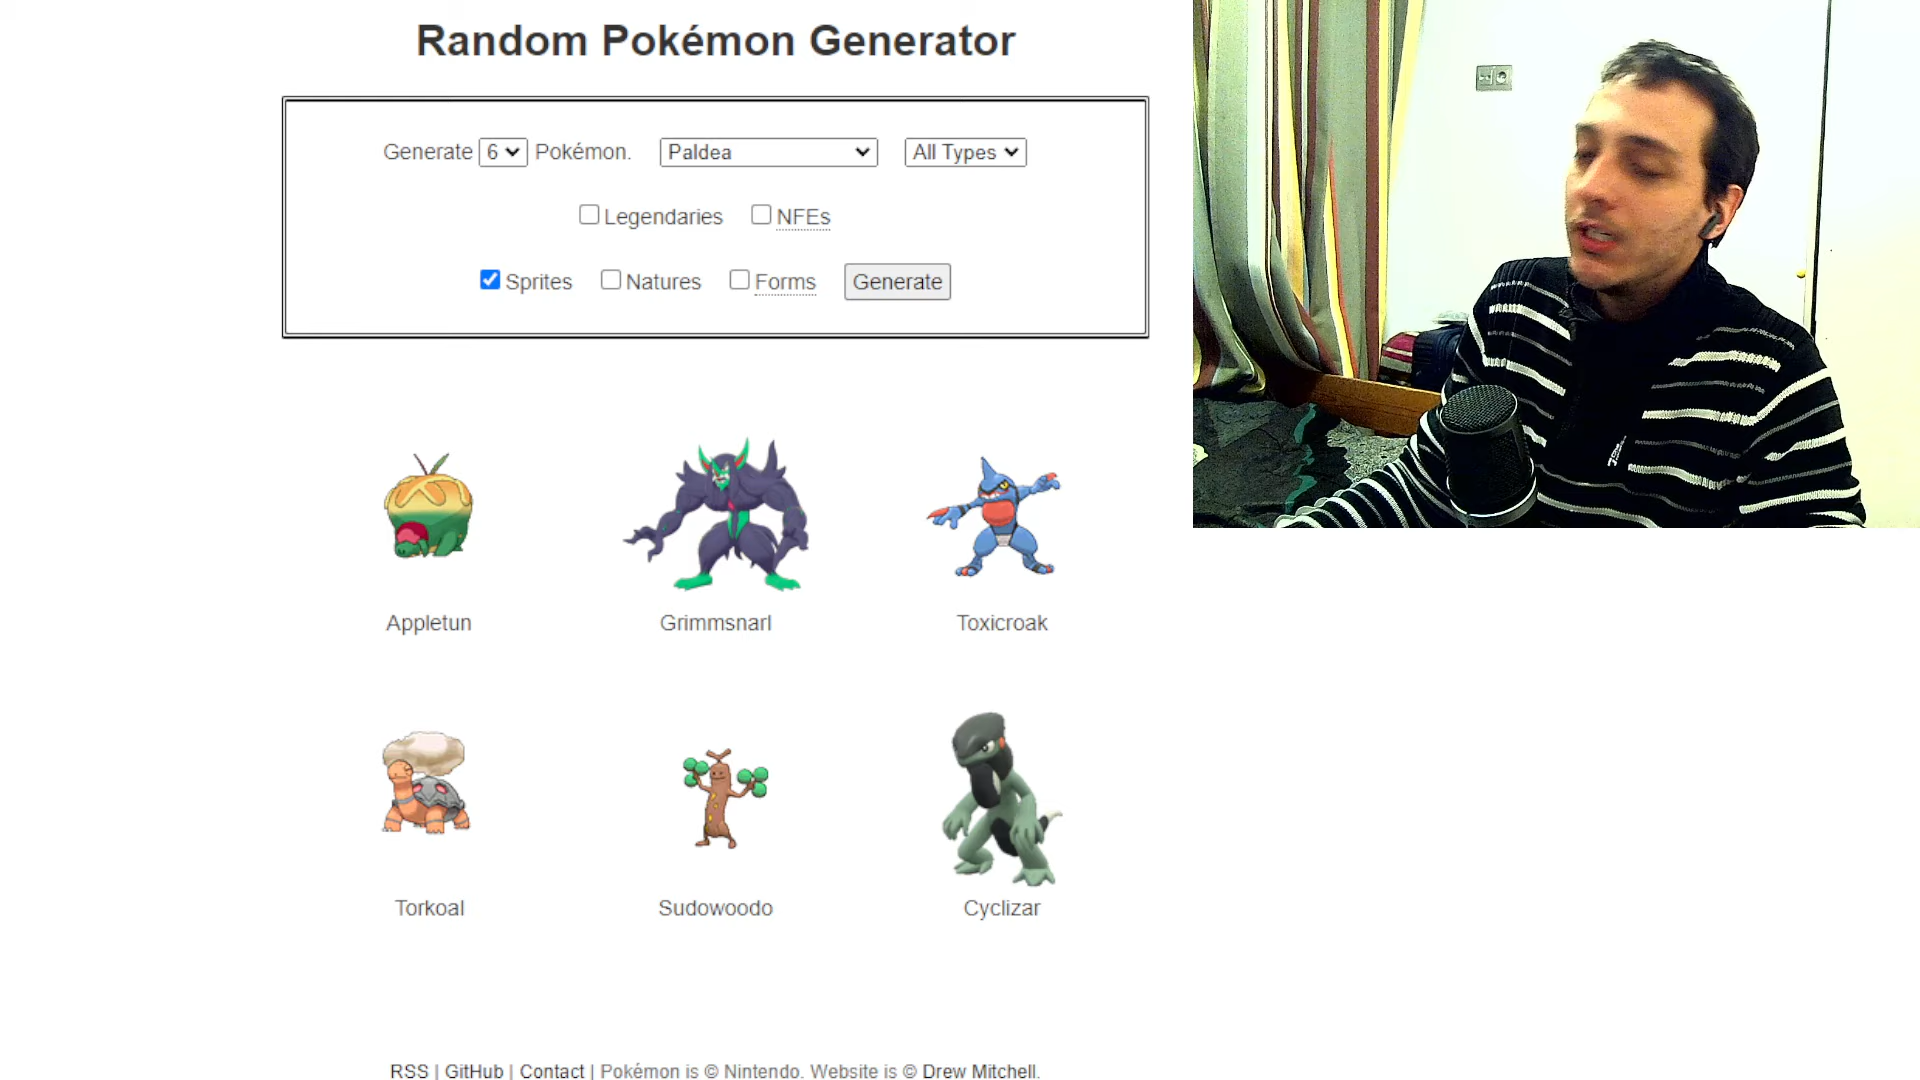 Random Pokémon Generator
Generate 6 Pokémon. Paldea All Types
Legendaries NFEs
Sprites Natures Forms Generate
Appletun Grimmsnarl Toxicroak
Torkoal Sudowoodo Cyclizar
RSS | GitHub | Contact | Pokémon is © Nintendo. Website is © Drew Mitchell.